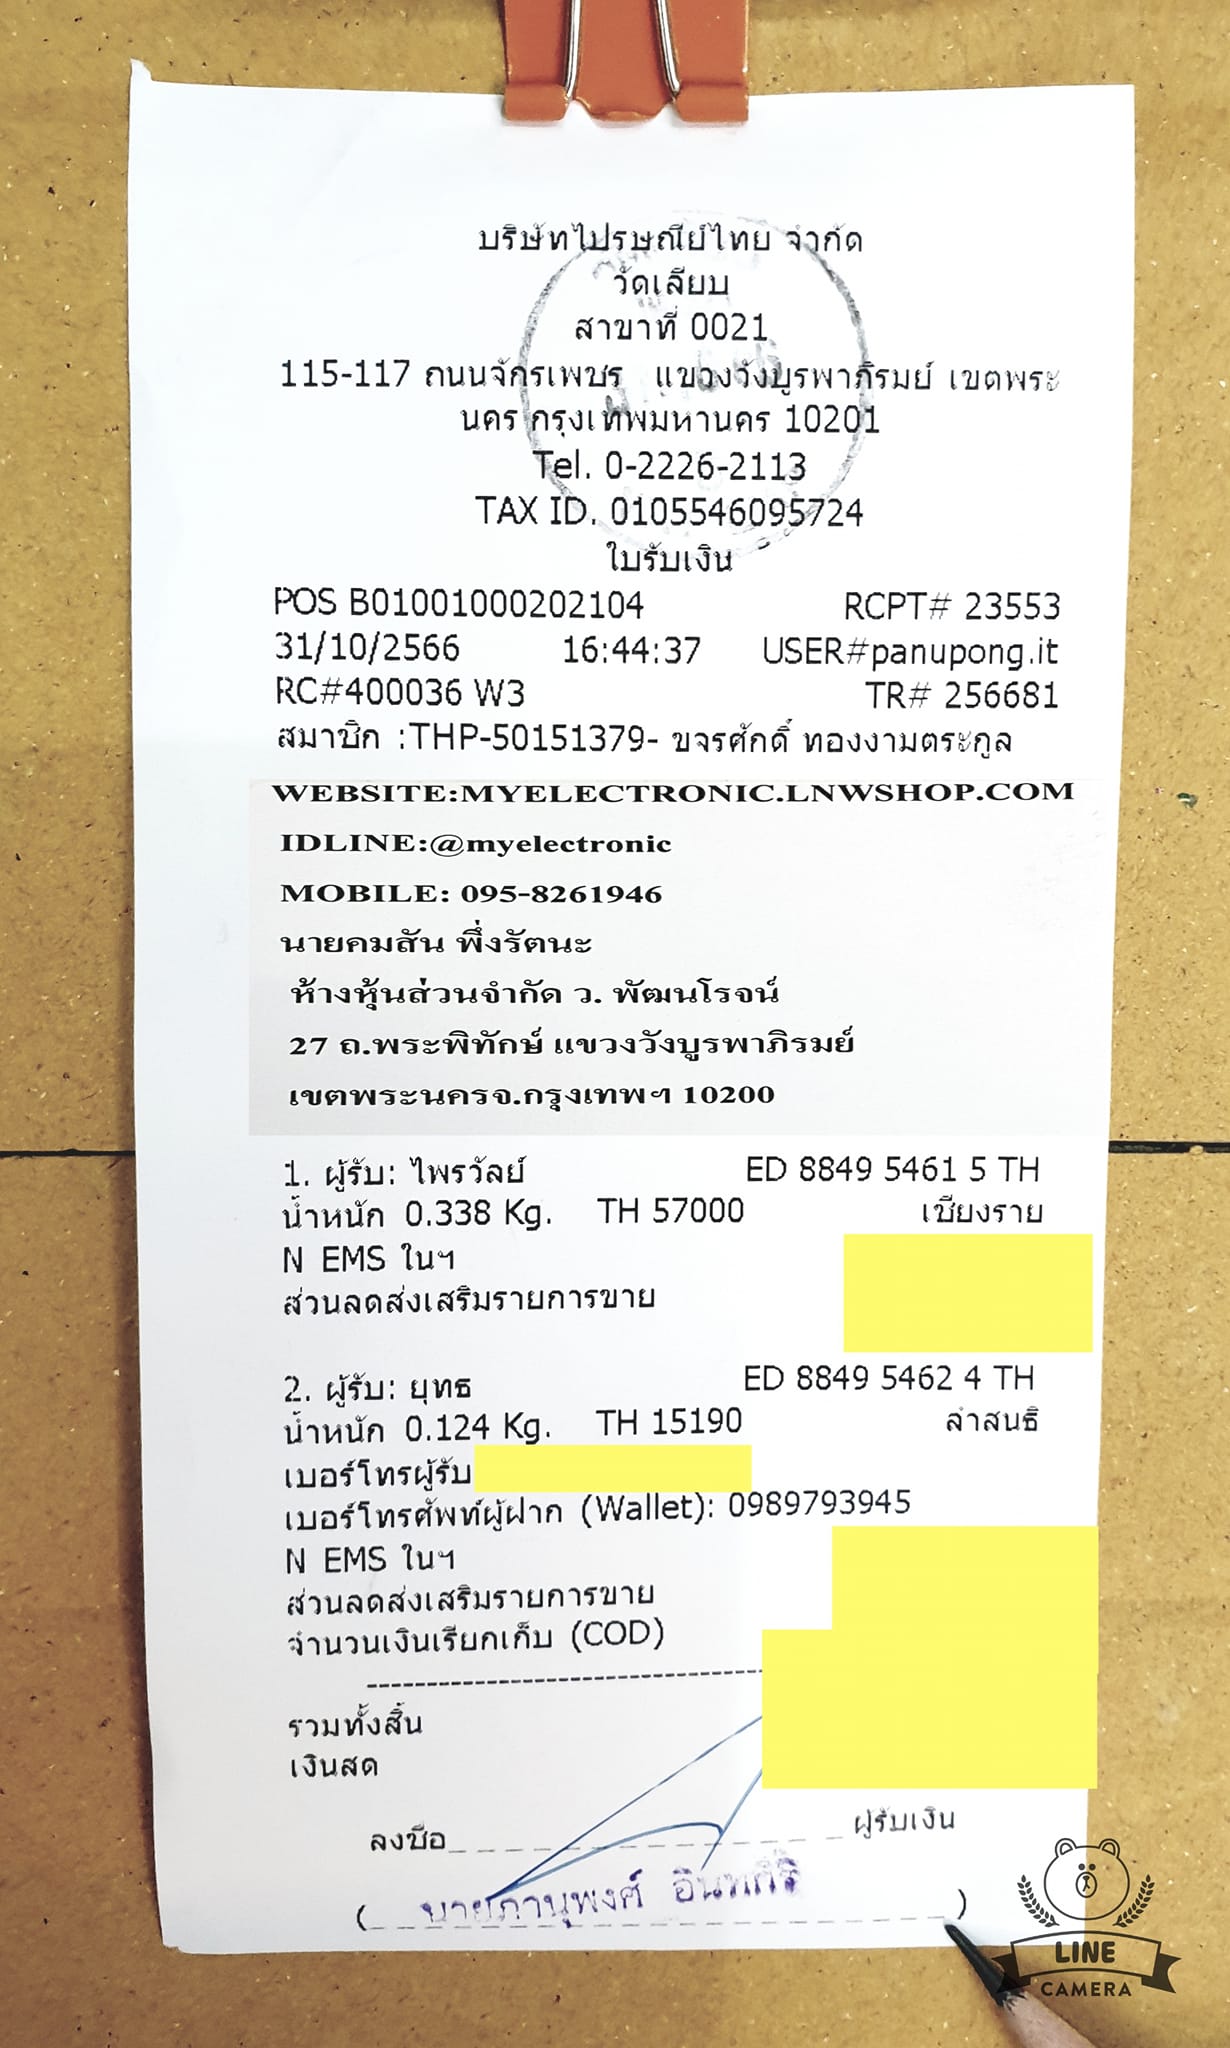 บริษัทไปรษณีย์ไทย จำกัด
วัดเลียบ
สาขาที่ 0021
115-117 ถนนจักรเพชร แขวงวังบูรพาภิรมย์ เขตพระ
นคร กรุงเทพมหานคร 10201
Tel. 0-2226-2113
TAX ID. 0105546095724
ใบรับเงิน
POS B01001000202104 RCPT# 23553
31/10/2566 16:44:37 USER#panupong.it
RC#400036 W3 TR# 256681
สมาชิก :THP-50151379- ขจรศักดิ์ ทองงามตระกูล
WEBSITE:MYELECTRONIC.LNWSHOP.COM
IDLINE:@myelectronic
MOBILE: 095-8261946
นายคมสัน พึ่งรัตนะ
ห้างหุ้นส่วนจำกัด ว. พัฒนโรจน์
27 ถ.พระพิทักษ์ แขวงวังบูรพาภิรมย์
เขตพระนครจ.กรุงเทพฯ 10200
1. ผู้รับ: ไพรวัลย์ ED 8849 5461 5 TH
น้ำหนัก 0.338 Kg. TH 57000 เชียงราย
N EMS ในฯ
ส่วนลดส่งเสริมรายการขาย
2. ผู้รับ: ยุทธ ED 8849 5462 4 TH
น้ำหนัก 0.124 Kg. TH 15190 ลำสนธิ
เบอร์โทรผู้รับ
เบอร์โทรศัพท์ผู้ฝาก (Wallet): 0989793945
N EMS ในฯ
ส่วนลดส่งเสริมรายการขาย
จำนวนเงินเรียกเก็บ (COD)
รวมทั้งสิ้น
เงินสด
ลงชื่อ ผู้รับเงิน
( นายภานุพงศ์ )
LINE
CAMERA